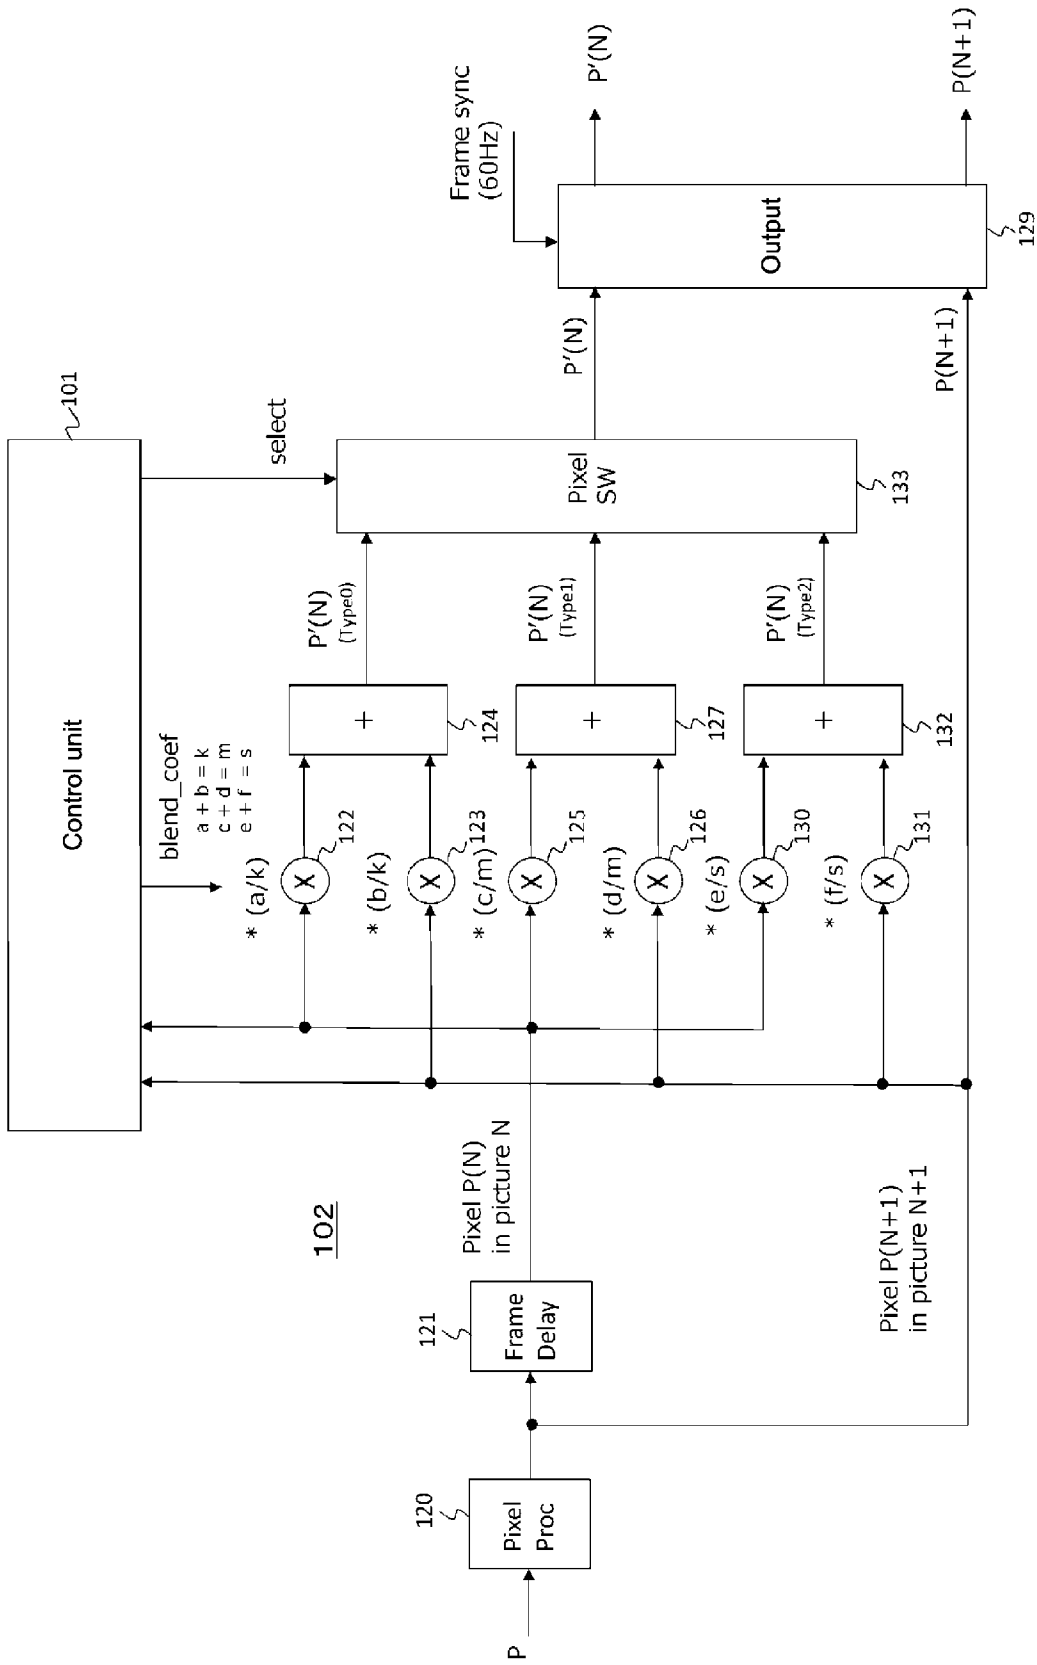 Control unit
101
blend_coef
a + b = k
c + d = m
e + f = s
select
102
P
Pixel
Proc
120
Frame
Delay
121
Pixel P(N)
in picture N
Pixel P(N+1)
in picture N+1
* (a/k)
X
122
* (b/k)
X
123
* (c/m)
X
125
* (d/m)
X
126
* (e/s)
X
130
* (f/s)
X
131
+
124
+
127
+
132
P'(N)
(Type0)
P'(N)
(Type1)
P'(N)
(Type2)
Pixel
SW
133
P'(N)
P(N+1)
Frame sync
(60Hz)
Output
129
P'(N)
P(N+1)